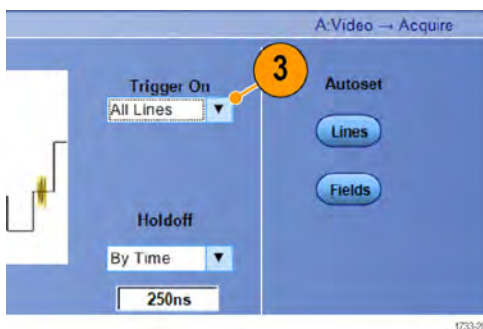 A:Video → Acquire
3
Trigger On
All Lines
Autoset
Lines
Fields
Holdoff
By Time
250ns